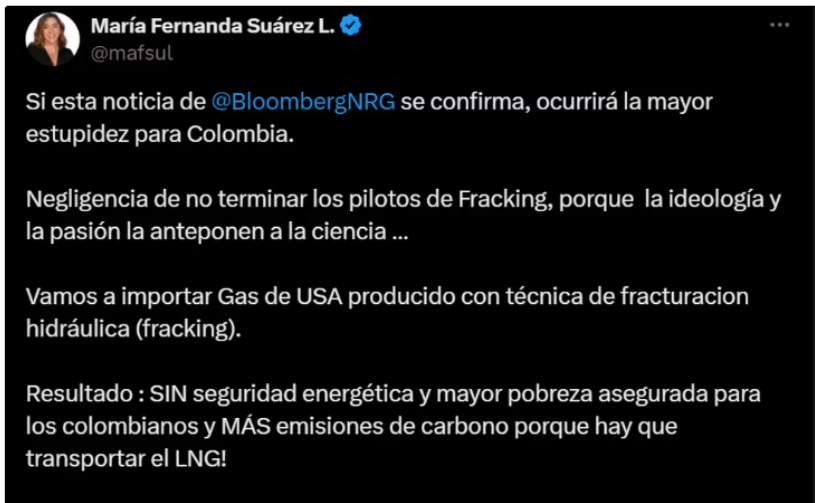 María Fernanda Suárez L.
@mafsul
Si esta noticia de @BloombergNRG se confirma, ocurrirá la mayor
estupidez para Colombia.
Negligencia de no terminar los pilotos de Fracking, porque  la ideología y
la pasión la anteponen a la ciencia ...
Vamos a importar Gas de USA producido con técnica de fracturacion
hidráulica (fracking).
Resultado : SIN seguridad energética y mayor pobreza asegurada para
los colombianos y MÁS emisiones de carbono porque hay que
transportar el LNG!